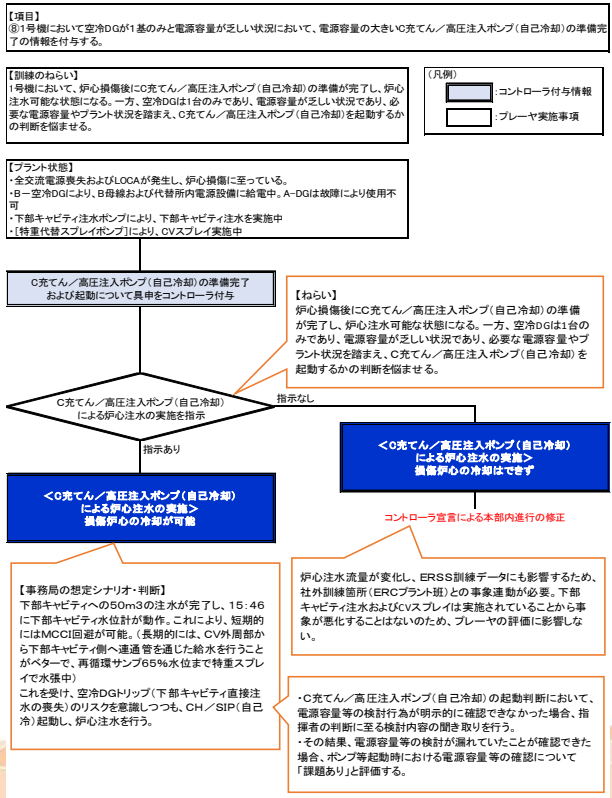 【項目】
⑧1号機において空冷DGが1基のみと電源容量が乏しい状況において、電源容量の大きいC充てん／高圧注入ポンプ(自己冷却)の準備完
了の情報を付与する。
【訓練のねらい】
1号機において、炉心損傷後にC充てん／高圧注入ポンプ(自己冷却)の準備が完了し、炉心
注水可能な状態になる。一方、空冷DGは1台のみであり、電源容量が乏しい状況であり、必
要な電源容量やプラント状況を踏まえ、C充てん／高圧注入ポンプ(自己冷却)を起動するか
の判断を悩ませる。
(凡例)
:コントローラ付与情報
:プレーヤ実施事項
【プラント状態】
・全交流電源喪失およびLOCAが発生し、炉心損傷に至っている。
・B－空冷DGにより、B母線および代替所内電源設備に給電中。A-DGは故障により使用不
可
・下部キャビティ注水ポンプにより、下部キャビティ注水を実施中
・[特重代替スプレイポンプ]により、CVスプレイ実施中
C充てん／高圧注入ポンプ(自己冷却)の準備完了
および起動について具申をコントローラ付与
【ねらい】
炉心損傷後にC充てん／高圧注入ポンプ(自己冷却)の準備
が完了し、炉心注水可能な状態になる。一方、空冷DGは1台の
みであり、電源容量が乏しい状況であり、必要な電源容量やプ
ラント状況を踏まえ、C充てん／高圧注入ポンプ(自己冷却)を
起動するかの判断を悩ませる。
C充てん／高圧注入ポンプ(自己冷却)
による炉心注水の実施を指示
指示なし
指示あり
＜C充てん／高圧注入ポンプ(自己冷却)
による炉心注水の実施＞
損傷炉心の冷却はできず
＜C充てん／高圧注入ポンプ(自己冷却)
による炉心注水の実施＞
損傷炉心の冷却が可能
コントローラ宣言による本部内進行の修正
【事務局の想定シナリオ・判断】
下部キャビティへの50m3の注水が完了し、15:46
に下部キャビティ水位計が動作。これにより、短期的
にはMCCI回避が可能。(長期的には、CV外周部から
下部キャビティ側へ連通管を通じた給水を行うこと
がベターで、再循環サンプ65%水位まで特重スプレ
イで水張中)
これを受け、空冷DGトリップ(下部キャビティ直接注
水の喪失)のリスクを意識しつつも、CH／SIP(自己
冷)起動し、炉心注水を行う。
炉心注水流量が変化し、ERSS訓練データにも影響するため、
社外訓練箇所(ERCプラント班)との事象連動が必要。下部
キャビティ注水およびCVスプレイは実施されていることから事
象が悪化することはないのため、プレーヤの評価に影響しな
い。
・C充てん／高圧注入ポンプ(自己冷却)の起動判断において、
電源容量等の検討行為が明示的に確認できなかった場合、指
揮者の判断に至る検討内容の聞き取りを行う。
・その結果、電源容量等の検討が漏れていたことが確認できた
場合、ポンプ等起動時における電源容量等の確認について
「課題あり」と評価する。